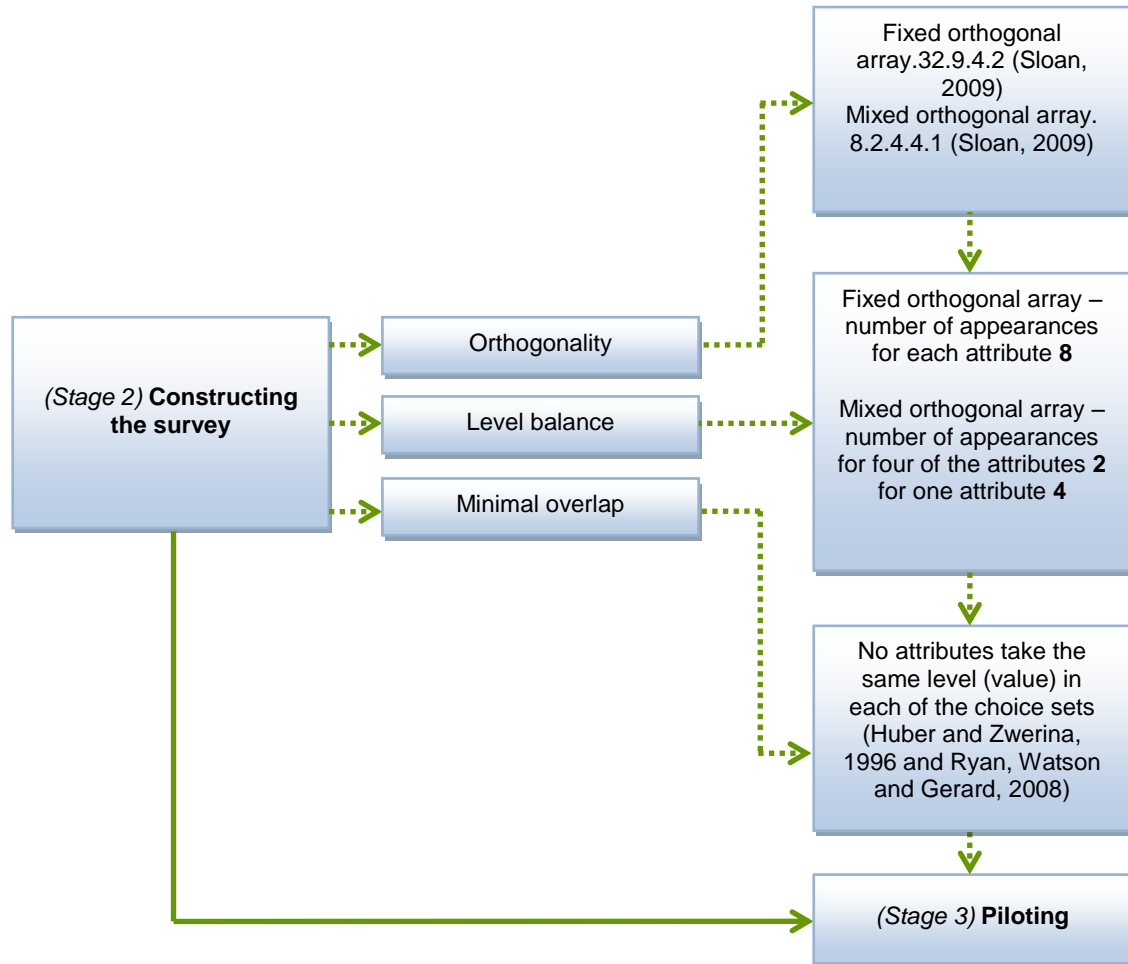 Fixed orthogonal
array.32.9.4.2 (Sloan,
2009)
Mixed orthogonal array.
8.2.4.4.1 (Sloan, 2009)
Fixed orthogonal array –
number of appearances
for each attribute 8
Mixed orthogonal array –
number of appearances
for four of the attributes 2
for one attribute 4
(Stage 2) Constructing
the survey
Orthogonality
Level balance
Minimal overlap
No attributes take the
same level (value) in
each of the choice sets
(Huber and Zwerina,
1996 and Ryan, Watson
and Gerard, 2008)
(Stage 3) Piloting